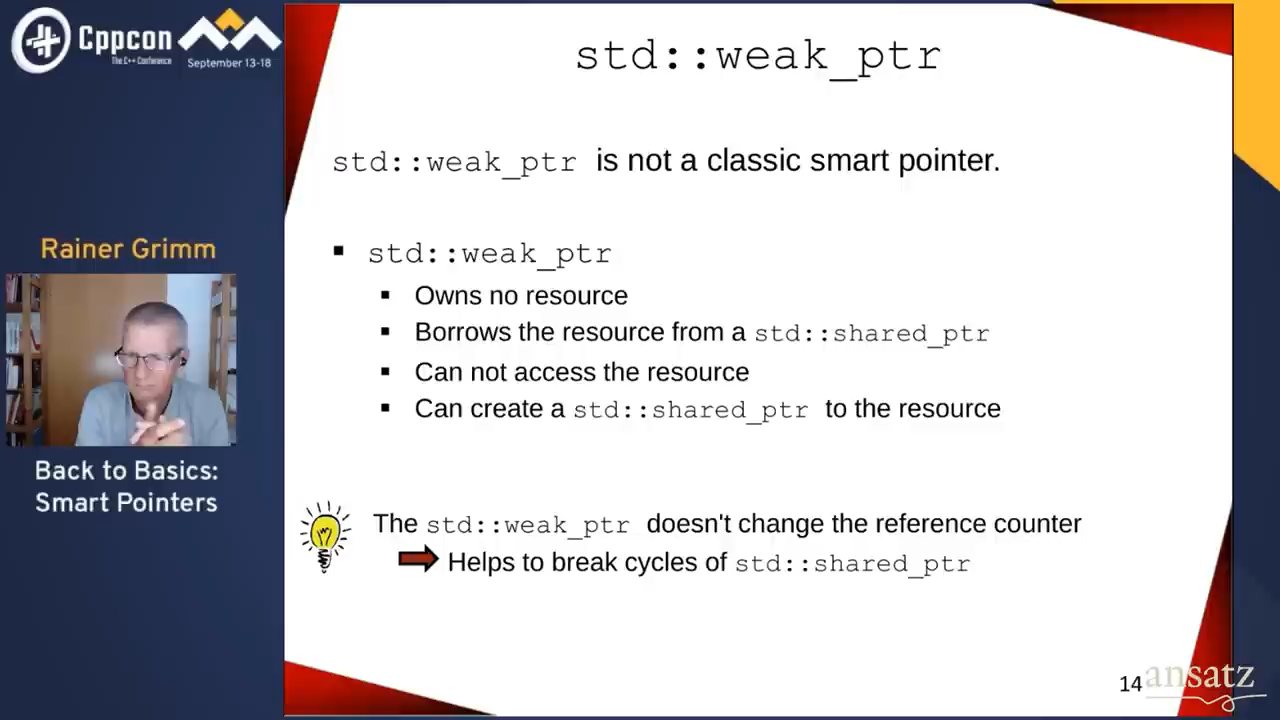 Cppcon
The C++ Conference
September 13-18
std::weak_ptr
std::weak_ptr is not a classic smart pointer.
Rainer Grimm
▪ std::weak_ptr
▪ Owns no resource
▪ Borrows the resource from a std::shared_ptr
▪ Can not access the resource
▪ Can create a std::shared_ptr to the resource
Back to Basics:
Smart Pointers
The std::weak_ptr doesn't change the reference counter
Helps to break cycles of std::shared_ptr
14
ansatz